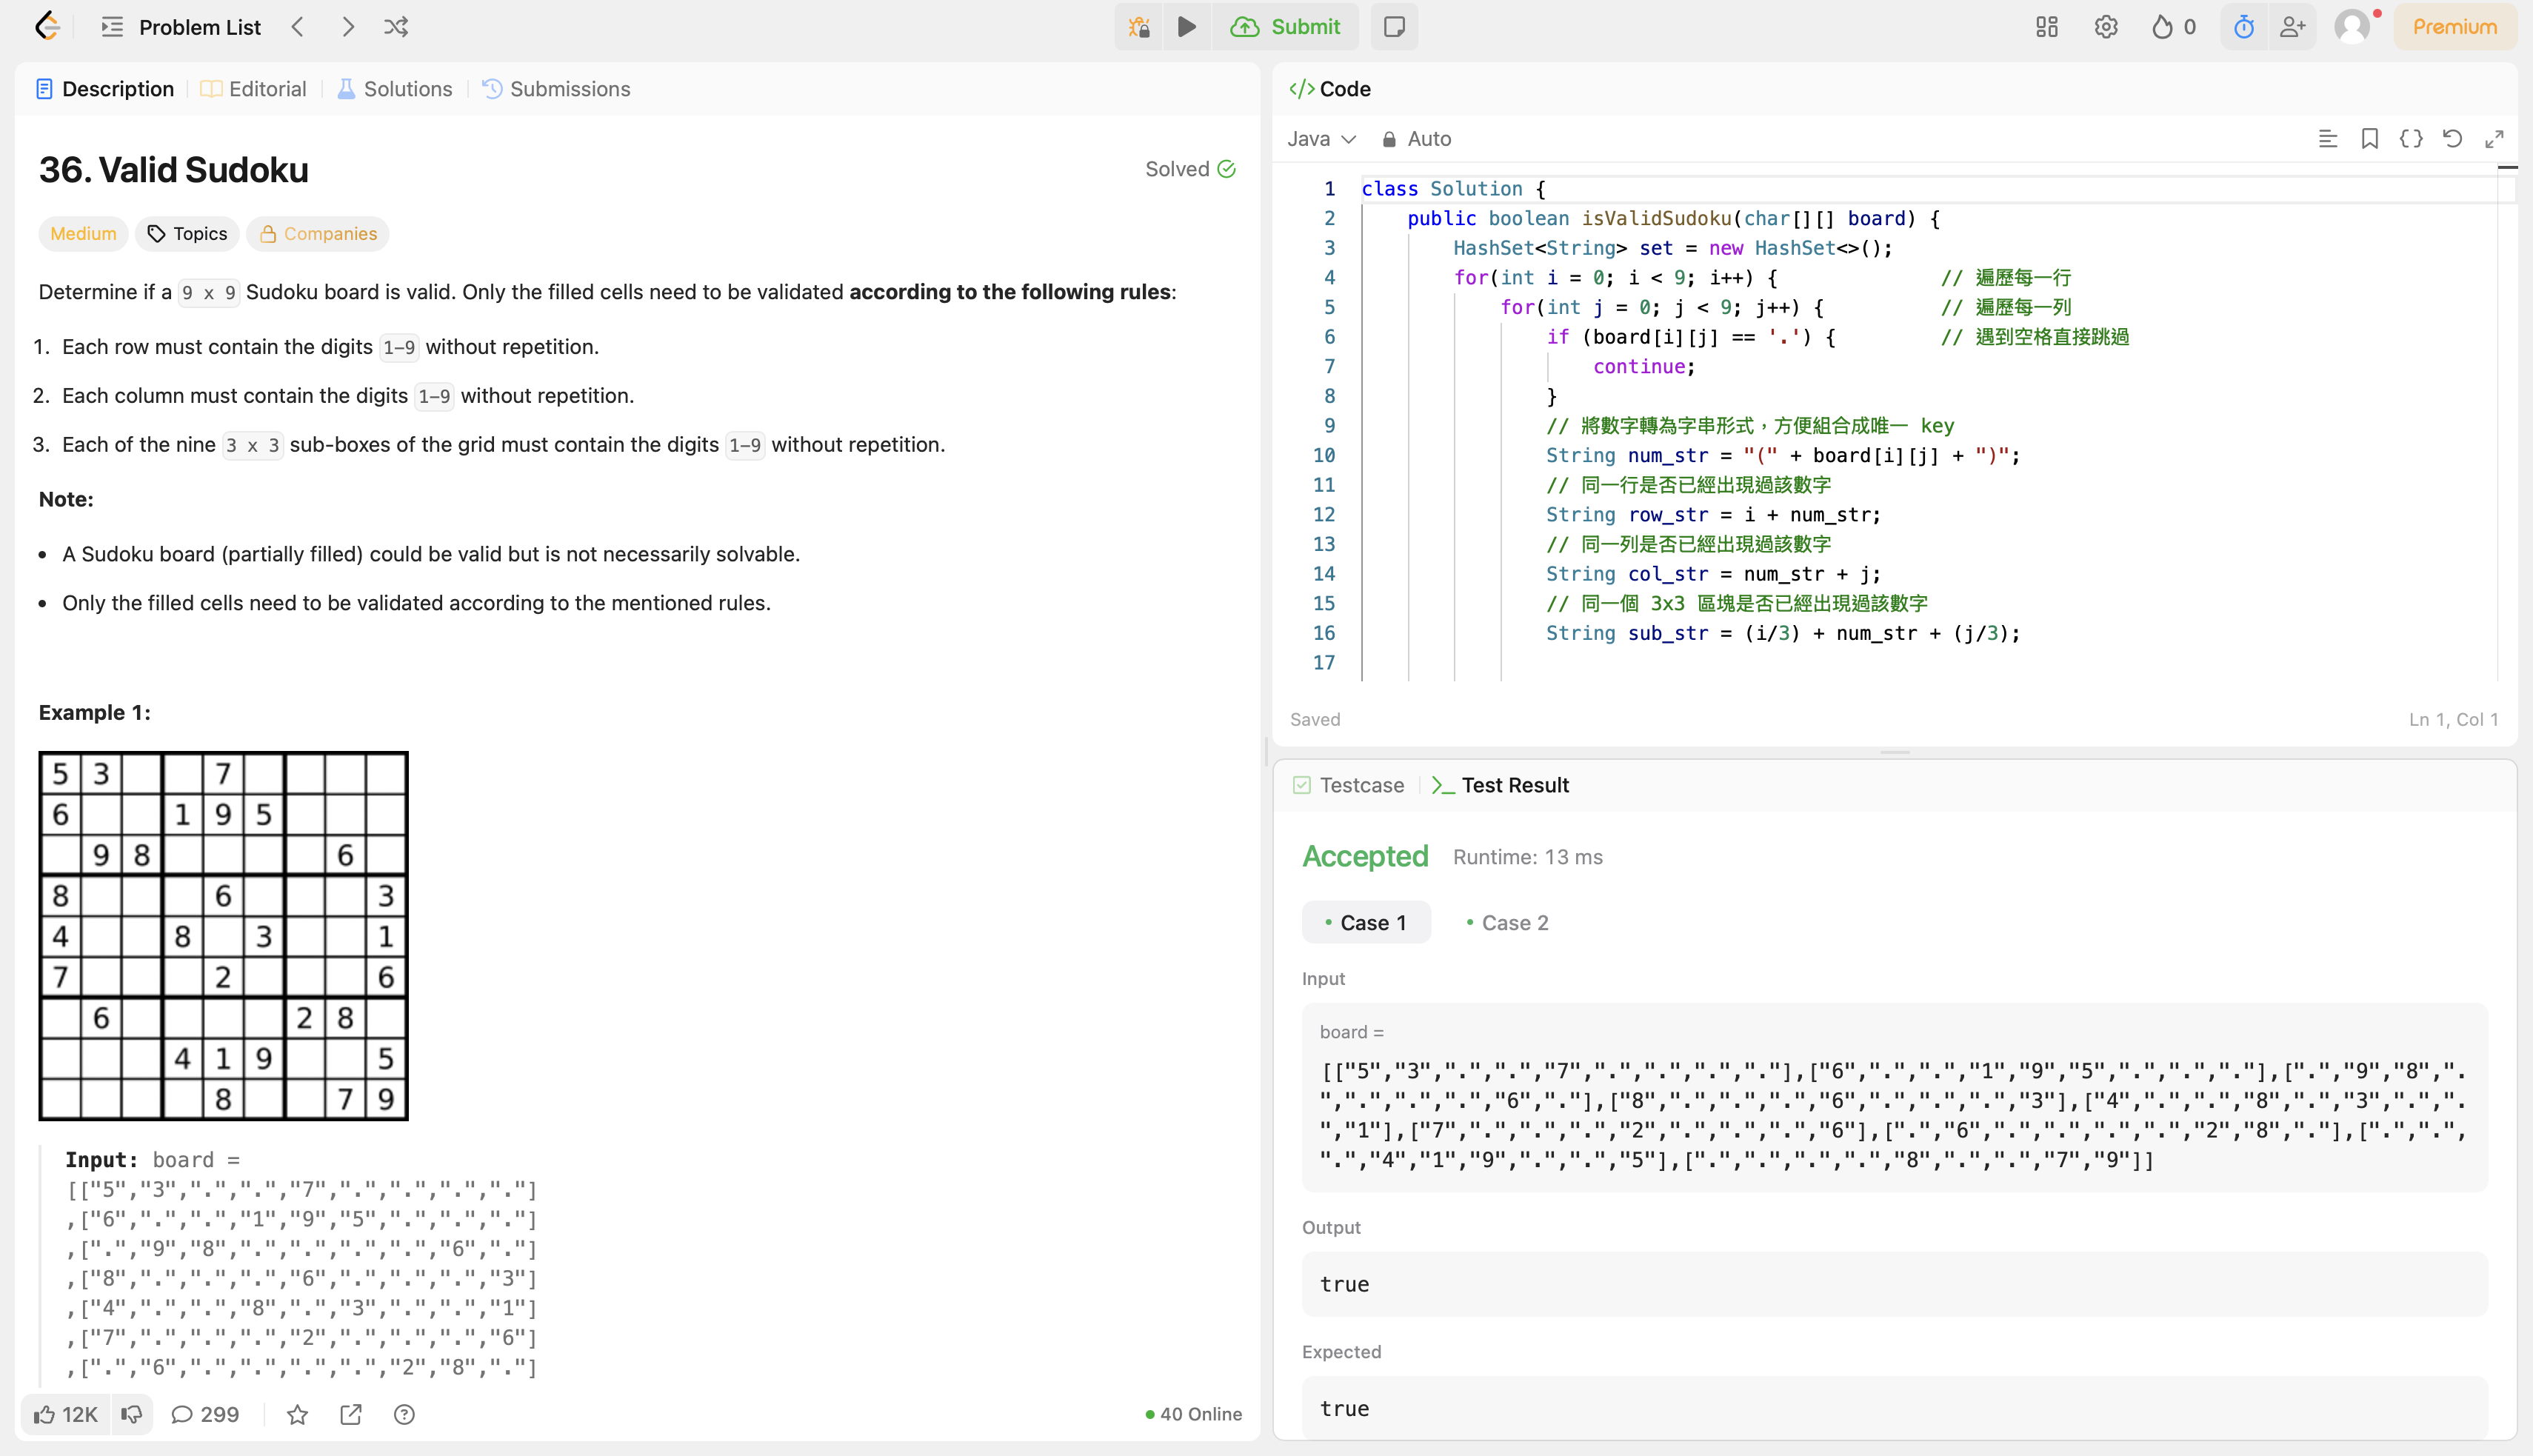 Problem List
Submit
0
Premium
Description
Editorial
Solutions
Submissions
36. Valid Sudoku
Solved
Medium
Topics
Companies
Determine if a 9 x 9 Sudoku board is valid. Only the filled cells need to be validated according to the following rules:
1. Each row must contain the digits 1-9 without repetition.
2. Each column must contain the digits 1-9 without repetition.
3. Each of the nine 3 x 3 sub-boxes of the grid must contain the digits 1-9 without repetition.
Note:
• A Sudoku board (partially filled) could be valid but is not necessarily solvable.
• Only the filled cells need to be validated according to the mentioned rules.
Example 1:
5 3 7
6 1 9 5
9 8 6
8 6 3
4 8 3 1
7 2 6
6 2 8
4 1 9 5
8 7 9
Input: board =
[["5","3",".",".","7",".",".",".","."]
,["6",".",".","1","9","5",".",".","."]
,[".","9","8",".",".",".",".","6","."]
,["8",".",".",".","6",".",".",".","3"]
,["4",".",".","8",".","3",".",".","1"]
,["7",".",".",".","2",".",".",".","6"]
,[".","6",".",".",".",".","2","8","."]
12K
299
40 Online
</> Code
Java
Auto
1 class Solution {
2 public boolean isValidSudoku(char[][] board) {
3 HashSet<String> set = new HashSet<>();
4 for(int i = 0; i < 9; i++) { // 遍歷每一行
5 for(int j = 0; j < 9; j++) { // 遍歷每一列
6 if (board[i][j] == '.') { // 遇到空格直接跳過
7 continue;
8 }
9 // 將數字轉為字串形式，方便組合成唯一 key
10 String num_str = "(" + board[i][j] + ")";
11 // 同一行是否已經出現過該數字
12 String row_str = i + num_str;
13 // 同一列是否已經出現過該數字
14 String col_str = num_str + j;
15 // 同一個 3x3 區塊是否已經出現過該數字
16 String sub_str = (i/3) + num_str + (j/3);
17
Saved
Ln 1, Col 1
Testcase
Test Result
Accepted
Runtime: 13 ms
• Case 1
• Case 2
Input
board =
[["5","3",".",".","7",".",".",".","."],["6",".",".","1","9","5",".",".","."],[".","9","8",".
",".",".",".","6","."],["8",".",".",".","6",".",".",".","3"],["4",".",".","8",".","3",".",".
","1"],["7",".",".",".","2",".",".",".","6"],[".","6",".",".",".",".","2","8","."],[".",".",
".","4","1","9",".",".","5"],[".",".",".",".","8",".",".","7","9"]]
Output
true
Expected
true